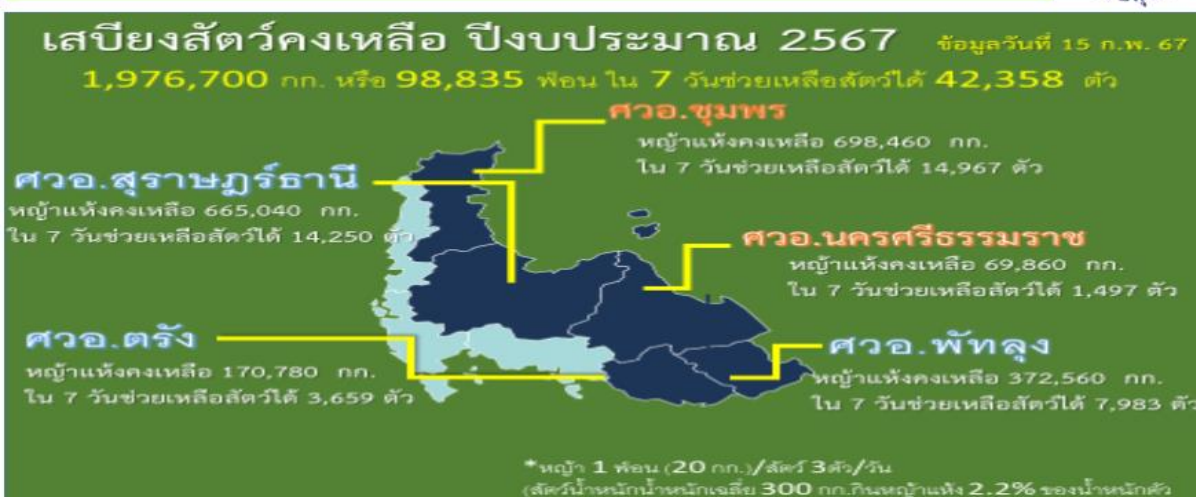 เสบียงสัตว์คงเหลือ ปีงบประมาณ 2567 ข้อมูลวันที่ 15 ก.พ. 67
1,976,700 กก. หรือ 98,835 ฟ่อน ใน 7 วันช่วยเหลือสัตว์ได้ 42,358 ตัว
ศวอ.ชุมพร
หญ้าแห้งคงเหลือ 698,460 กก.
ใน 7 วันช่วยเหลือสัตว์ได้ 14,967 ตัว
ศวอ.สุราษฎร์ธานี
หญ้าแห้งคงเหลือ 665,040 กก.
ใน 7 วันช่วยเหลือสัตว์ได้ 14,250 ตัว
ศวอ.นครศรีธรรมราช
หญ้าแห้งคงเหลือ 69,860 กก.
ใน 7 วันช่วยเหลือสัตว์ได้ 1,497 ตัว
ศวอ.ตรัง
หญ้าแห้งคงเหลือ 170,780 กก.
ใน 7 วันช่วยเหลือสัตว์ได้ 3,659 ตัว
ศวอ.พัทลุง
หญ้าแห้งคงเหลือ 372,560 กก.
ใน 7 วันช่วยเหลือสัตว์ได้ 7,983 ตัว
*หญ้า 1 ฟ่อน (20 กก.)/สัตว์ 3ตัว/วัน
(สัตว์น้ำหนักน้ำหนักเฉลี่ย 300 กก.กินหญ้าแห้ง 2.2% ของน้ำหนักตัว